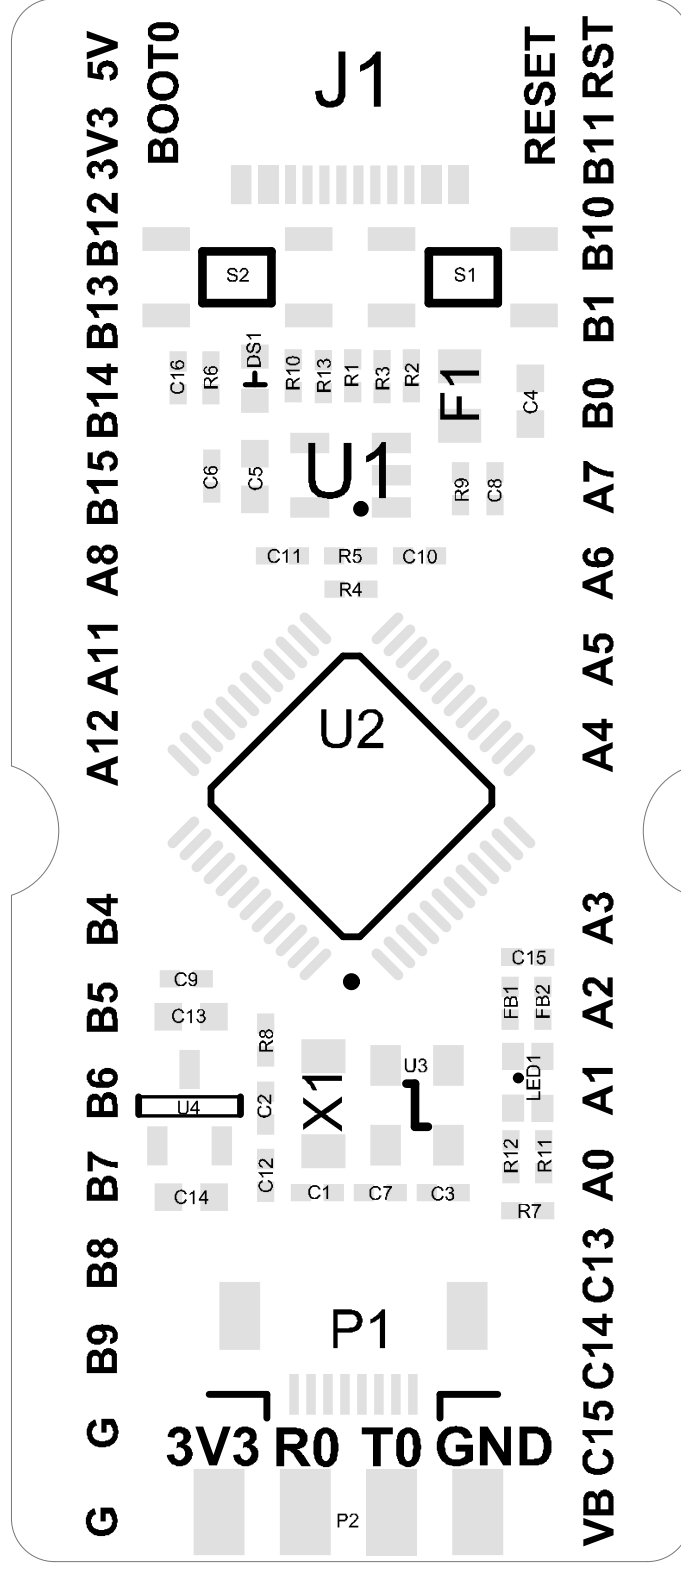 5V
3V3
B12
B13
B14
B15
A8
A11
A12
B4
B5
B6
B7
B8
B9
G
G
BOOT0
J1
RESET
S2
S1
C16
R6
DS1
R10
R13
R1
R3
R2
F1
C4
C6
C5
U1
R9
C8
C11 R5 C10
R4
U2
C9
C13
R8
U4
C2
C12
C14
X1
U3
C1 C7 C3
C15
FB1
FB2
LED1
R12
R11
R7
P1
3V3 R0 T0 GND
P2
RST
B11
B10
B1
B0
A7
A6
A5
A4
A3
A2
A1
A0
C13
C14
C15
VB